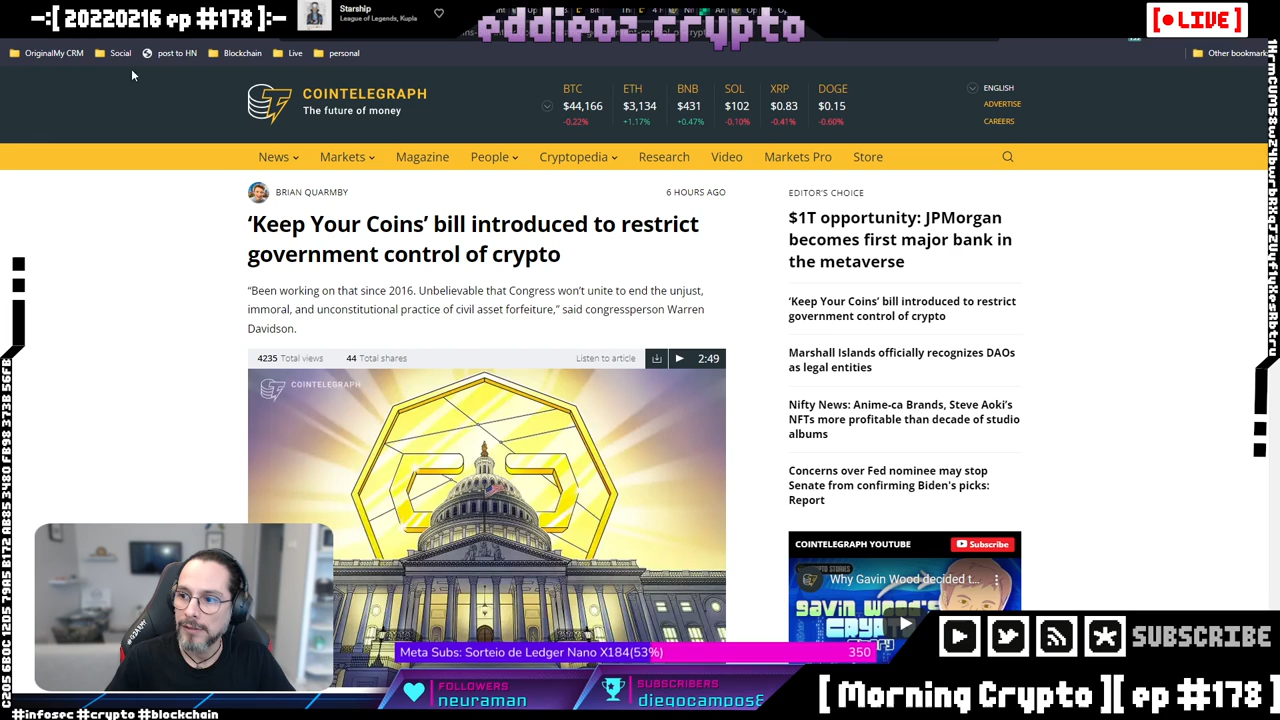 -:[ 20220216 ep #178 ]:-
Starship
League of Legends, Kupla
eddieoz.crypto
[● LIVE ]
OriginalMy CRM
Social
post to HN
Blockchain
Live
personal
Other bookmark
COINTELEGRAPH
The future of money
BTC
$44,166
-0.22%
ETH
$3,134
+1.17%
BNB
$431
+0.47%
SOL
$102
-0.10%
XRP
$0.83
-0.41%
DOGE
$0.15
-0.60%
ENGLISH
ADVERTISE
CAREERS
News
Markets
Magazine
People
Cryptopedia
Research
Video
Markets Pro
Store
BRIAN QUARMBY
6 HOURS AGO
‘Keep Your Coins’ bill introduced to restrict
government control of crypto
“Been working on that since 2016. Unbelievable that Congress won’t unite to end the unjust,
immoral, and unconstitutional practice of civil asset forfeiture,” said congressperson Warren
Davidson.
4235 Total views
44 Total shares
Listen to article
2:49
COINTELEGRAPH
EDITOR'S CHOICE
$1T opportunity: JPMorgan
becomes first major bank in
the metaverse
‘Keep Your Coins’ bill introduced to restrict
government control of crypto
Marshall Islands officially recognizes DAOs
as legal entities
Nifty News: Anime-ca Brands, Steve Aoki’s
NFTs more profitable than decade of studio
albums
Concerns over Fed nominee may stop
Senate from confirming Biden's picks:
Report
COINTELEGRAPH YOUTUBE
Subscribe
Why Gavin Wood decided t...
Meta Subs: Sorteio de Ledger Nano X184(53%)
350
FOLLOWERS
neuraman
SUBSCRIBERS
SUBSCRIBE
[ Morning Crypto ][ ep #178 ]
#infosec #crypto #blockchain